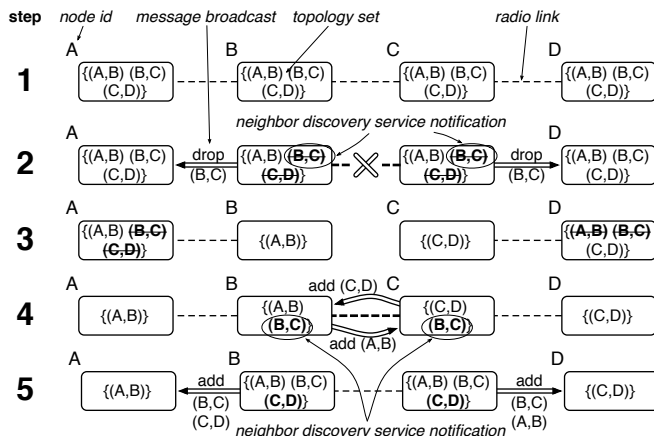 step node id message broadcast topology set radio link
A B C D
1 {(A,B) (B,C) (C,D)} {(A,B) (B,C) (C,D)} {(A,B) (B,C) (C,D)} {(A,B) (B,C) (C,D)}
neighbor discovery service notification
A B C D
2 {(A,B) (B,C) (C,D)} drop (B,C) {(A,B) (B,C) (C,D)} {(A,B) (B,C) (C,D)} drop (B,C) {(A,B) (B,C) (C,D)}
A B C D
3 {(A,B) (B,C) (C,D)} {(A,B)} {(C,D)} {(A,B) (B,C) (C,D)}
A B add (C,D) C D
4 {(A,B)} {(A,B) (B,C)} add (A,B) {(C,D) (B,C)} {(C,D)}
A B C D
5 {(A,B)} add (B,C) (C,D) {(A,B) (B,C) (C,D)} {(A,B) (B,C) (C,D)} add (B,C) (A,B) {(C,D)}
neighbor discovery service notification